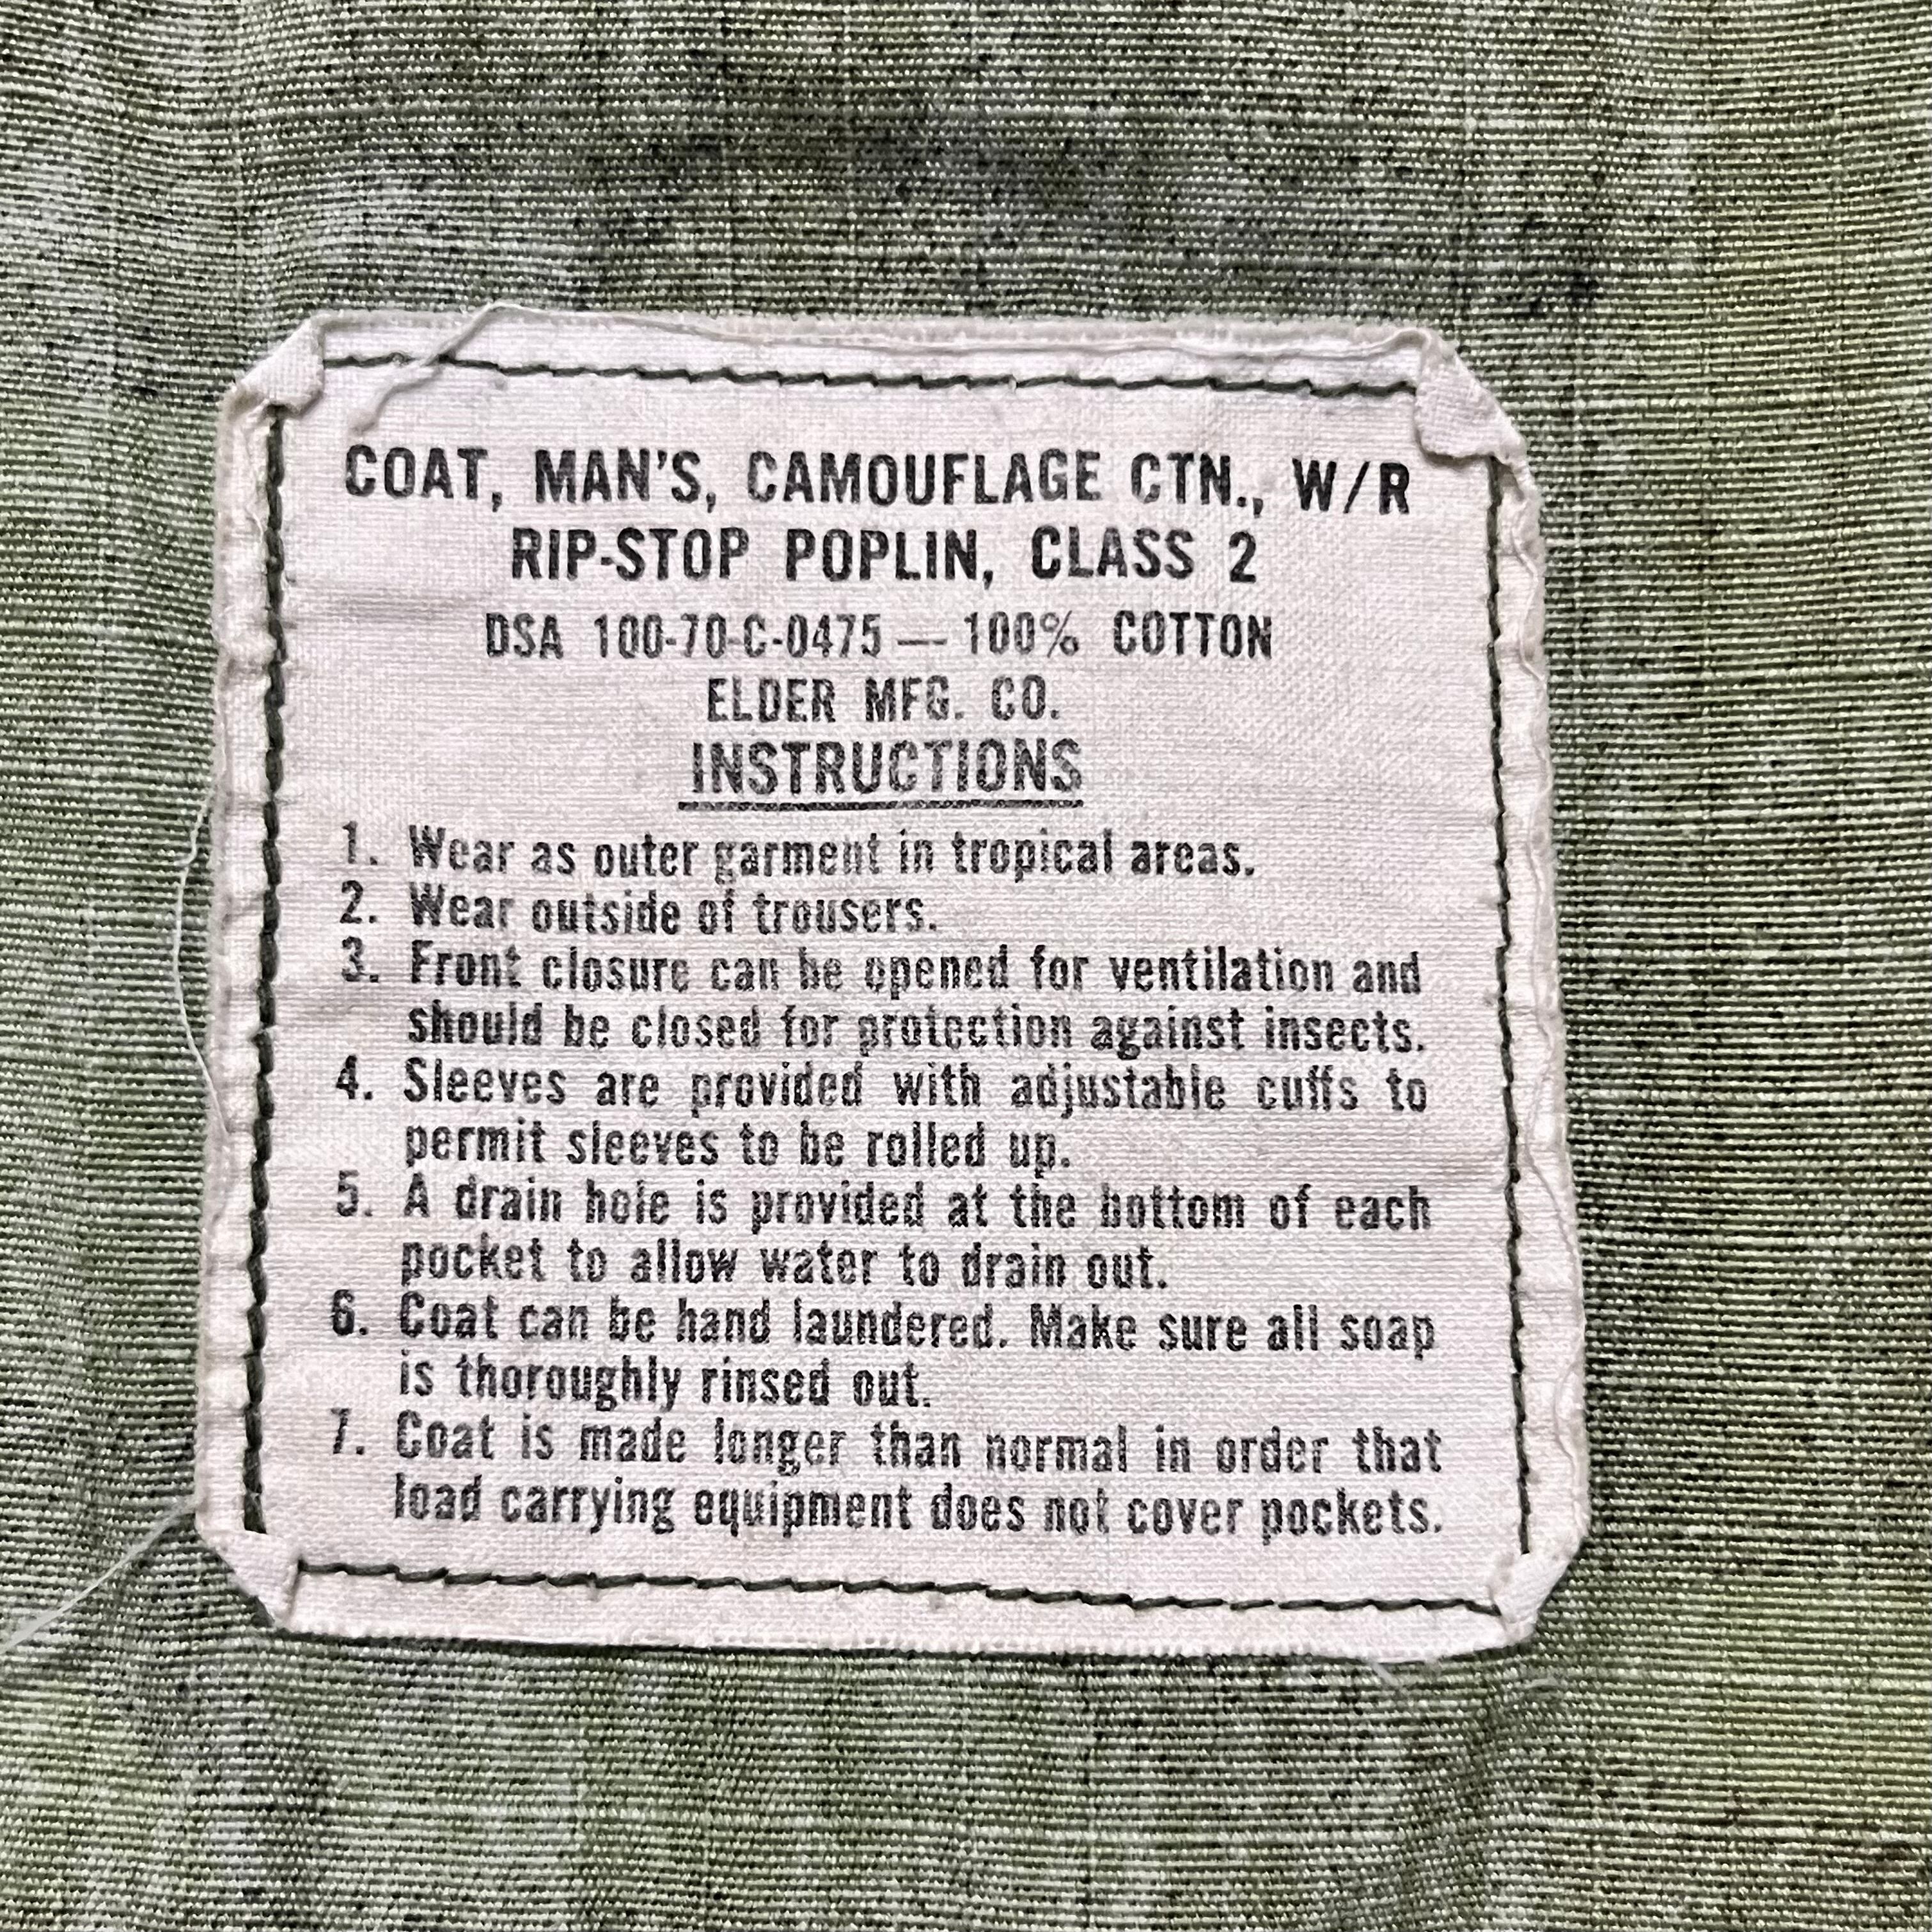 COAT, MAN'S, CAMOUFLAGE CTN., W/R
RIP-STOP POPLIN, CLASS 2
DSA 100-70-C-0475 — 100% COTTON
ELDER MFG. CO.
INSTRUCTIONS
1. Wear as outer garment in tropical areas.
2. Wear outside of trousers.
3. Front closure can be opened for ventilation and
should be closed for protection against insects.
4. Sleeves are provided with adjustable cuffs to
permit sleeves to be rolled up.
5. A drain hole is provided at the bottom of each
pocket to allow water to drain out.
6. Coat can be hand laundered. Make sure all soap
is thoroughly rinsed out.
7. Coat is made longer than normal in order that
load carrying equipment does not cover pockets.